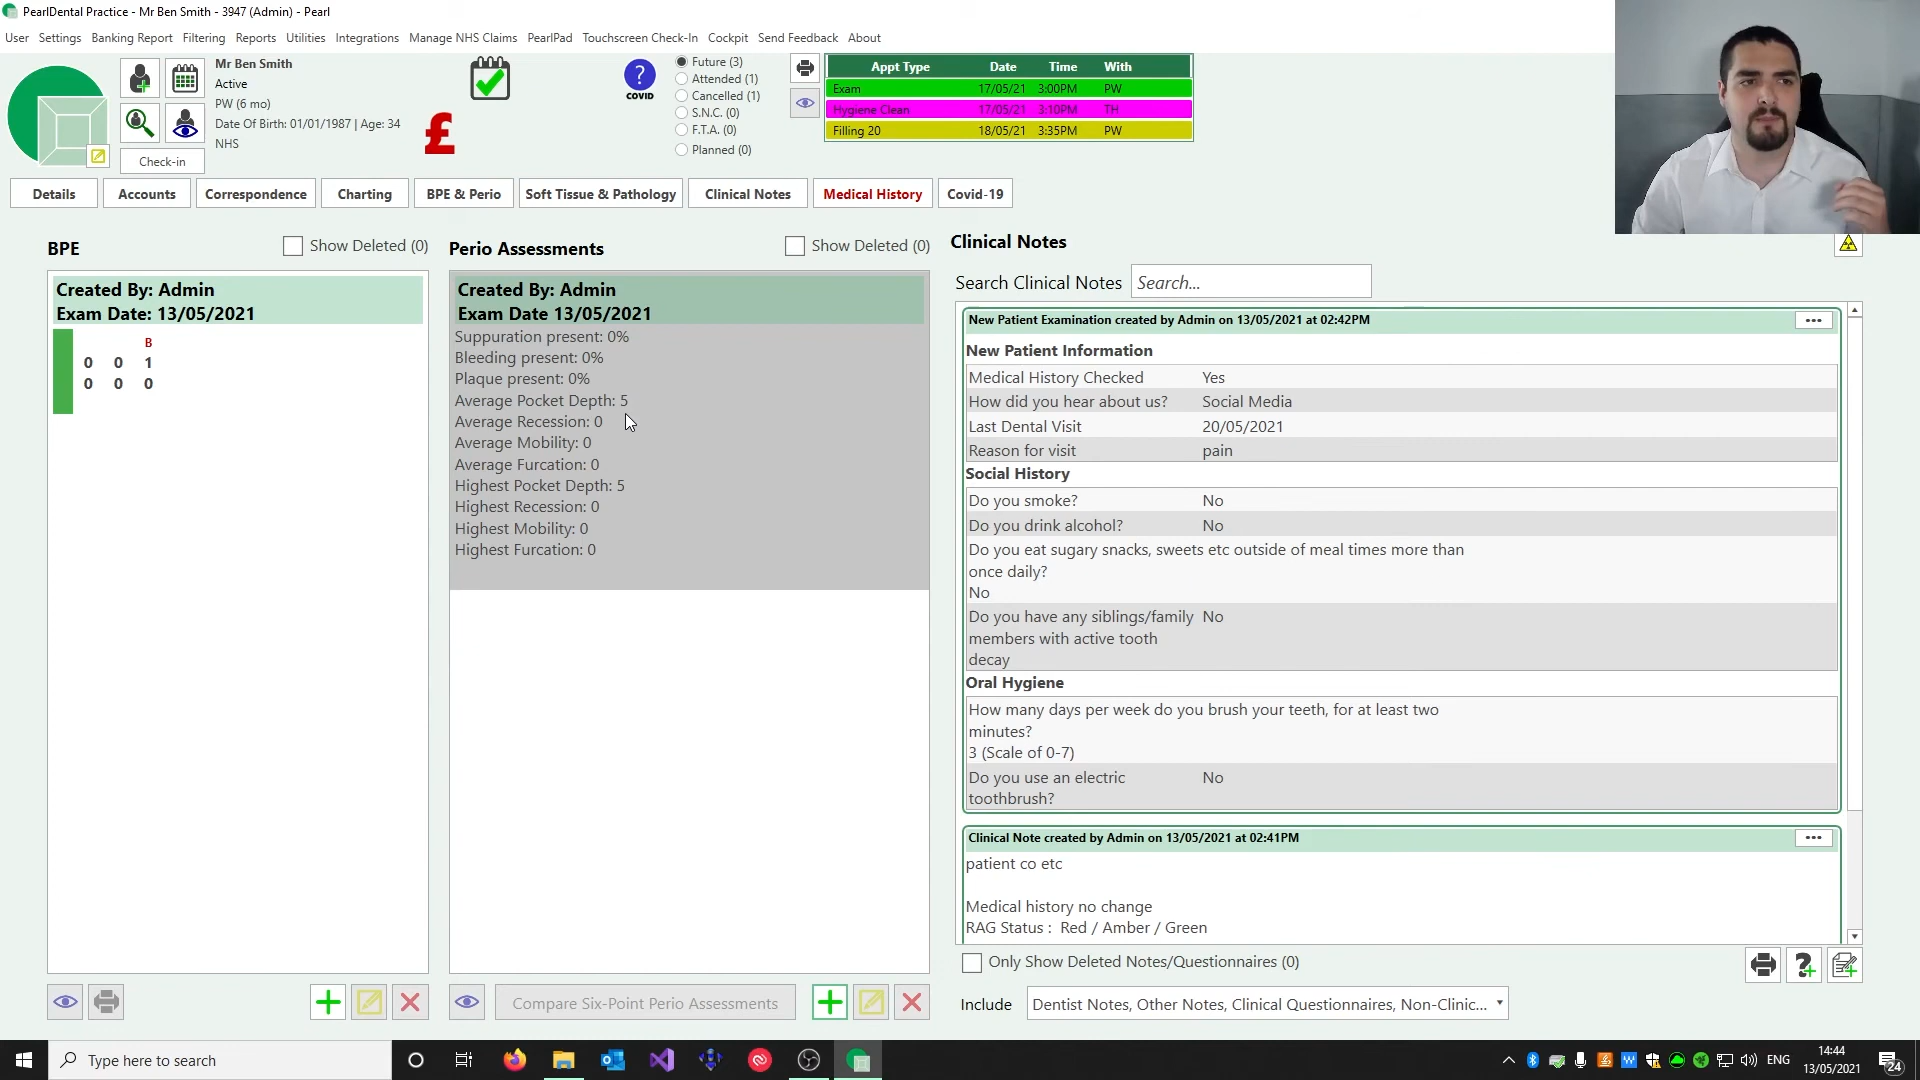 PearlDental Practice - Mr Ben Smith - 3947 (Admin) - Pearl
User Settings Banking Report Filtering Reports Utilities Integrations Manage NHS Claims PearlPad Touchscreen Check-In Cockpit Send Feedback About
Mr Ben Smith
Active
PW (6 mo)
Date Of Birth: 01/01/1987 | Age: 34
NHS
Check-in
£
?
COVID
Future (3)
Attended (1)
Cancelled (1)
S.N.C. (0)
F.T.A. (0)
Planned (0)
Appt Type Date Time With
Exam 17/05/21 3:00PM PW
Hygiene Clean 17/05/21 3:10PM TH
Filling 20 18/05/21 3:35PM PW
Details Accounts Correspondence Charting BPE & Perio Soft Tissue & Pathology Clinical Notes Medical History Covid-19
BPE
Show Deleted (0)
Created By: Admin
Exam Date: 13/05/2021
B
0 0 1
0 0 0
Perio Assessments
Show Deleted (0)
Created By: Admin
Exam Date 13/05/2021
Suppuration present: 0%
Bleeding present: 0%
Plaque present: 0%
Average Pocket Depth: 5
Average Recession: 0
Average Mobility: 0
Average Furcation: 0
Highest Pocket Depth: 5
Highest Recession: 0
Highest Mobility: 0
Highest Furcation: 0
Compare Six-Point Perio Assessments
Clinical Notes
Search Clinical Notes Search...
New Patient Examination created by Admin on 13/05/2021 at 02:42PM
New Patient Information
Medical History Checked Yes
How did you hear about us? Social Media
Last Dental Visit 20/05/2021
Reason for visit pain
Social History
Do you smoke? No
Do you drink alcohol? No
Do you eat sugary snacks, sweets etc outside of meal times more than
once daily?
No
Do you have any siblings/family No
members with active tooth
decay
Oral Hygiene
How many days per week do you brush your teeth, for at least two
minutes?
3 (Scale of 0-7)
Do you use an electric No
toothbrush?
Clinical Note created by Admin on 13/05/2021 at 02:41PM
patient co etc
Medical history no change
RAG Status : Red / Amber / Green
Only Show Deleted Notes/Questionnaires (0)
Include Dentist Notes, Other Notes, Clinical Questionnaires, Non-Clinic...
Type here to search
ENG
14:44
13/05/2021
24